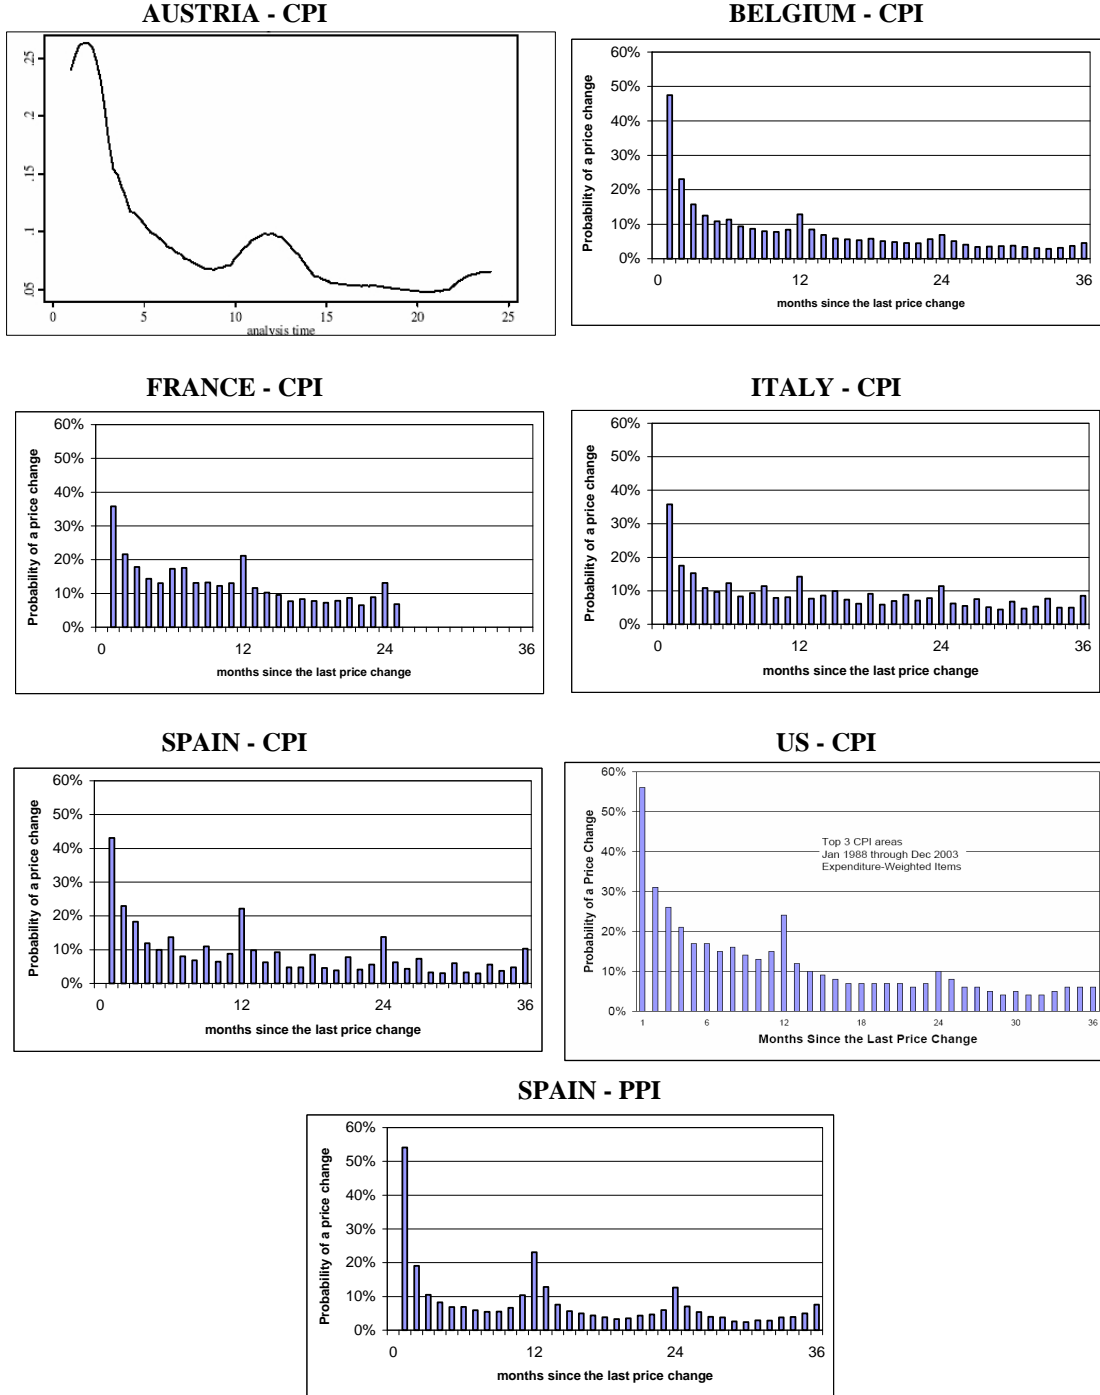 AUSTRIA - CPI
.25
.2
.15
.1
.05
0 5 10 15 20 25
analysis time
BELGIUM - CPI
Probability of a price change
60%
50%
40%
30%
20%
10%
0%
0 12 24 36
months since the last price change
FRANCE - CPI
Probability of a price change
60%
50%
40%
30%
20%
10%
0%
0 12 24 36
months since the last price change
ITALY - CPI
Probability of a price change
60%
50%
40%
30%
20%
10%
0%
0 12 24 36
months since the last price change
SPAIN - CPI
Probability of a price change
60%
50%
40%
30%
20%
10%
0%
0 12 24 36
months since the last price change
US - CPI
Probability of a Price Change
60%
50%
40%
30%
20%
10%
0%
Top 3 CPI areas
Jan 1988 through Dec 2003
Expenditure-Weighted Items
1 6 12 18 24 30 36
Months Since the Last Price Change
SPAIN - PPI
Probability of a price change
60%
50%
40%
30%
20%
10%
0%
0 12 24 36
months since the last price change